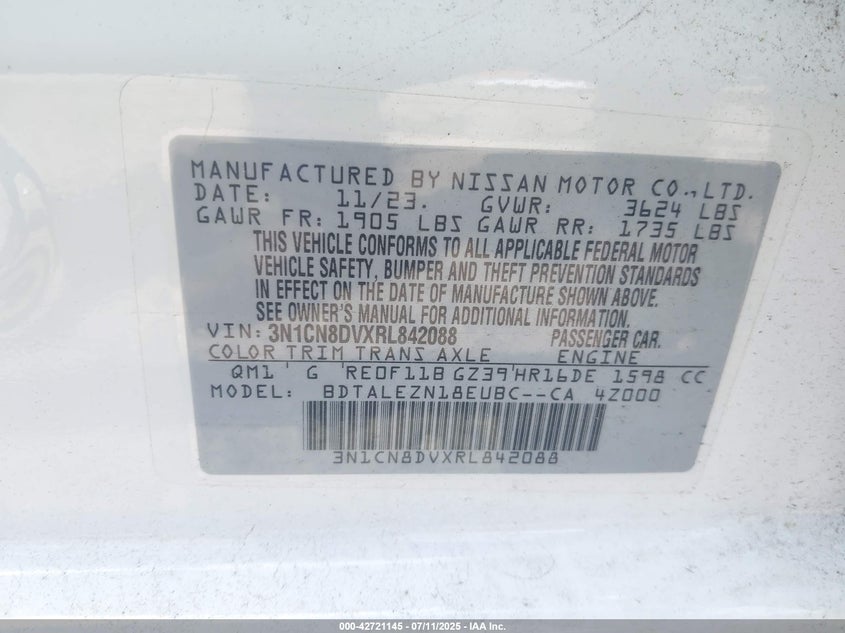 MANUFACTURED BY NISSAN MOTOR CO.,LTD.
DATE: 11/23. GVWR: 3624 LBS
GAWR FR: 1905 LBS GAWR RR: 1735 LBS
THIS VEHICLE CONFORMS TO ALL APPLICABLE FEDERAL MOTOR
VEHICLE SAFETY, BUMPER AND THEFT PREVENTION STANDARDS
IN EFFECT ON THE DATE OF MANUFACTURE SHOWN ABOVE.
SEE OWNER'S MANUAL FOR ADDITIONAL INFORMATION.
VIN: 3N1CN8DVXRL842088 PASSENGER CAR.
COLOR TRIM TRANS AXLE ENGINE
QM1 G RE0F11B GZ39 HR16DE 1598 CC
MODEL: BDTALEZN18EUBC--CA 4Z000
3N1CN8DVXRL842088
000-42721145 - 07/11/2025 - IAA Inc.